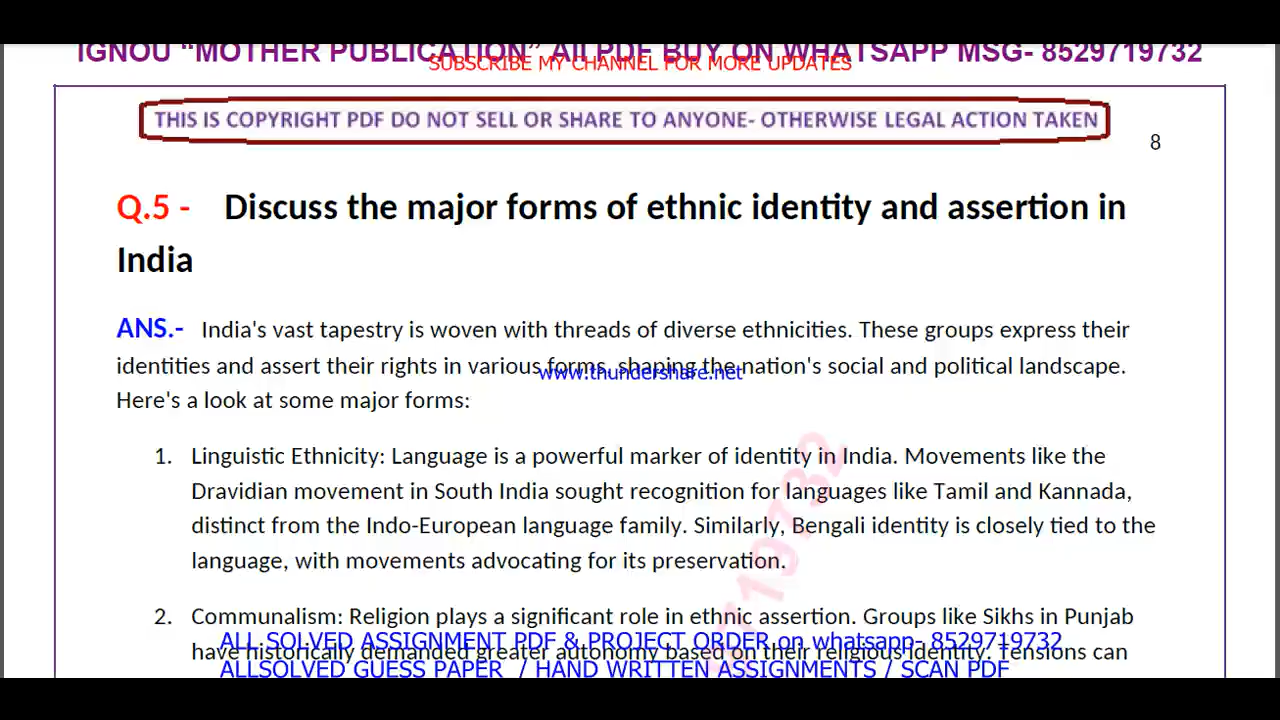 IGNOU "MOTHER PUBLICATION" All PDF BUY ON WHATSAPP MSG- 8529719732
SUBSCRIBE MY CHANNEL FOR MORE UPDATES
THIS IS COPYRIGHT PDF DO NOT SELL OR SHARE TO ANYONE- OTHERWISE LEGAL ACTION TAKEN
8
Q.5 - Discuss the major forms of ethnic identity and assertion in
India
ANS.- India's vast tapestry is woven with threads of diverse ethnicities. These groups express their
identities and assert their rights in various forms, shaping the nation's social and political landscape.
www.thundershare.net
Here's a look at some major forms:
1. Linguistic Ethnicity: Language is a powerful marker of identity in India. Movements like the
Dravidian movement in South India sought recognition for languages like Tamil and Kannada,
distinct from the Indo-European language family. Similarly, Bengali identity is closely tied to the
language, with movements advocating for its preservation.
2. Communalism: Religion plays a significant role in ethnic assertion. Groups like Sikhs in Punjab
ALL SOLVED ASSIGNMENT PDF & PROJECT ORDER on whatsapp- 8529719732
have historically demanded greater autonomy based on their religious identity. Tensions can
ALLSOLVED GUESS PAPER / HAND WRITTEN ASSIGNMENTS / SCAN PDF